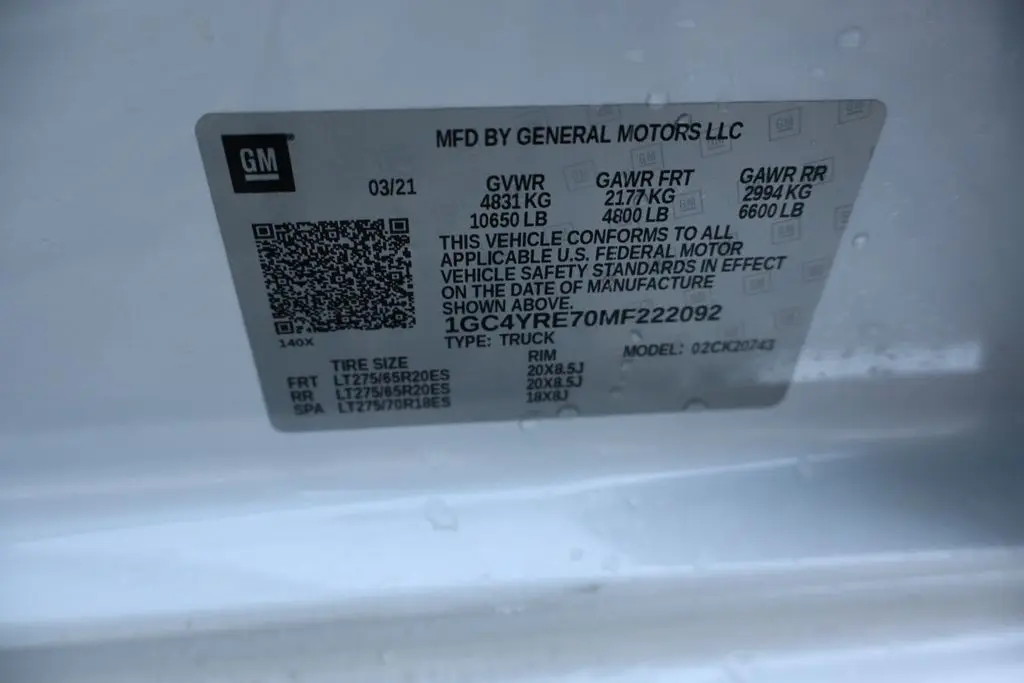 GM
MFD BY GENERAL MOTORS LLC
03/21
GVWR
4831 KG
10650 LB
GAWR FRT
2177 KG
4800 LB
GAWR RR
2994 KG
6600 LB
THIS VEHICLE CONFORMS TO ALL
APPLICABLE U.S. FEDERAL MOTOR
VEHICLE SAFETY STANDARDS IN EFFECT
ON THE DATE OF MANUFACTURE
SHOWN ABOVE.
1GC4YRE70MF222092
TYPE: TRUCK
MODEL: 02CK20743
140X
TIRE SIZE RIM
FRT LT275/65R20ES 20X8.5J
RR LT275/65R20ES 20X8.5J
SPA LT275/70R18ES 18X8J